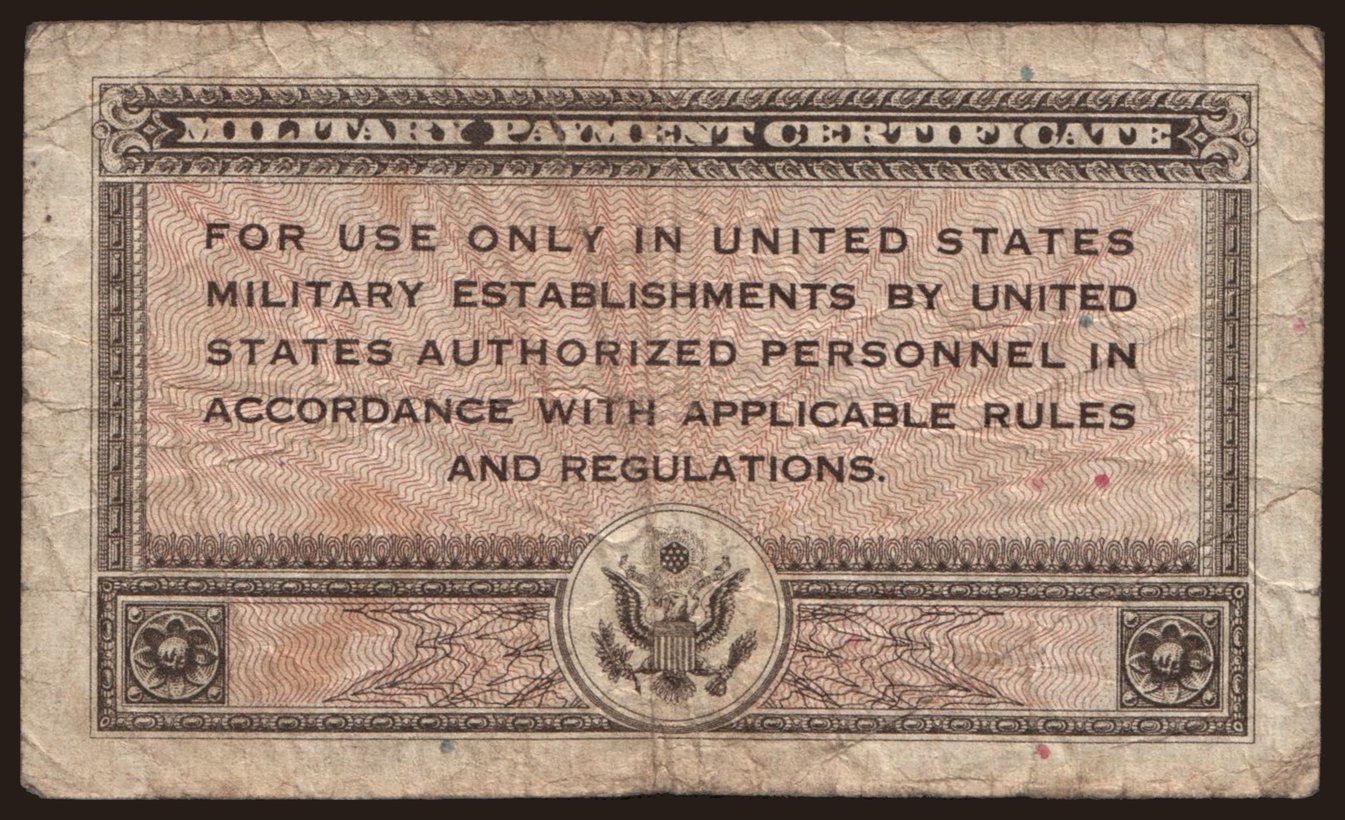 MILITARY PAYMENT CERTIFICATE
FOR USE ONLY IN UNITED STATES
MILITARY ESTABLISHMENTS BY UNITED
STATES AUTHORIZED PERSONNEL IN
ACCORDANCE WITH APPLICABLE RULES
AND REGULATIONS.